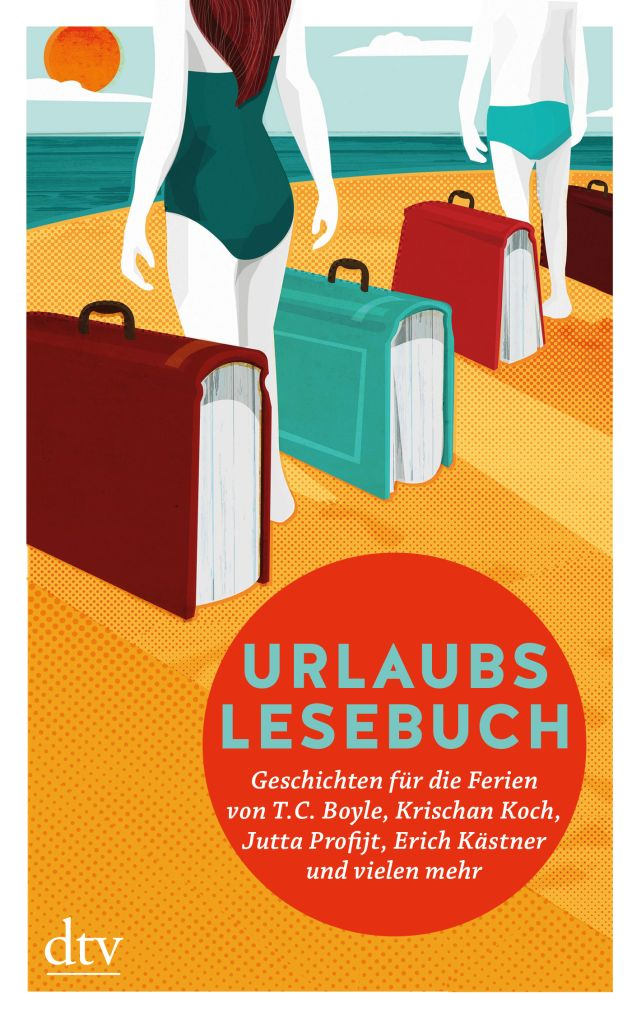 URLAUBS
LESEBUCH
Geschichten für die Ferien
von T.C. Boyle, Krischan Koch,
Jutta Profijt, Erich Kästner
und vielen mehr
dtv